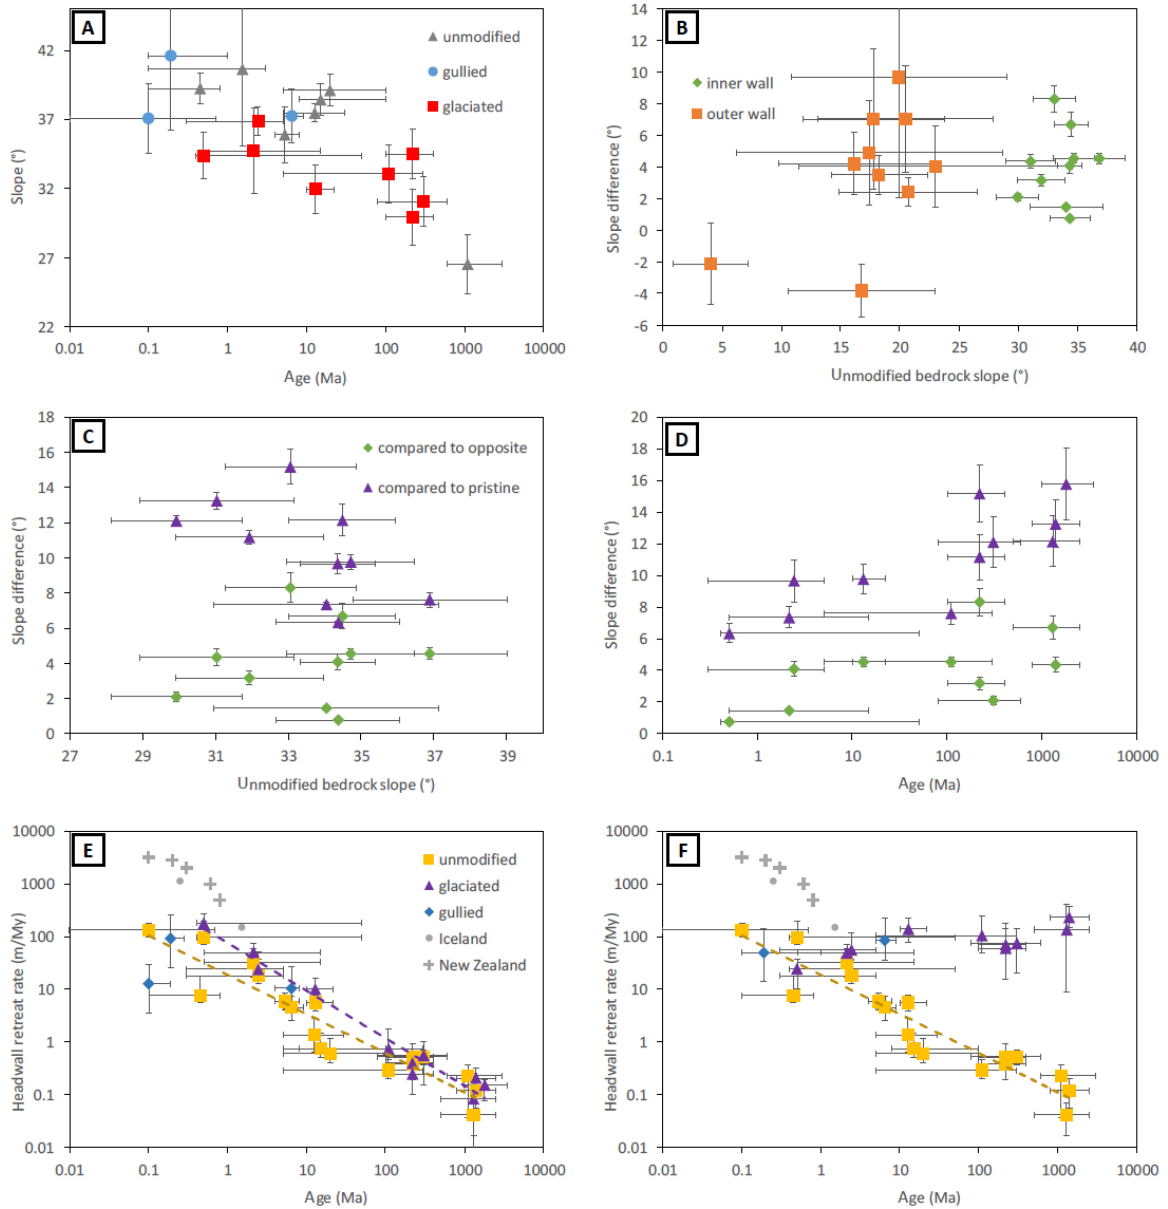 A
unmodified
gullied
glaciated
42
37
32
27
22
Slope (°)
0.01 0.1 1 10 100 1000 10000
Age (Ma)
B
inner wall
outer wall
14
12
10
8
6
4
2
0
-2
-4
-6
Slope difference (°)
0 5 10 15 20 25 30 35 40
Unmodified bedrock slope (°)
C
compared to opposite
compared to pristine
18
16
14
12
10
8
6
4
2
0
Slope difference (°)
27 29 31 33 35 37 39
Unmodified bedrock slope (°)
D
20
18
16
14
12
10
8
6
4
2
0
Slope difference (°)
0.1 1 10 100 1000 10000
Age (Ma)
E
unmodified
glaciated
gullied
Iceland
New Zealand
10000
1000
100
10
1
0.1
0.01
Headwall retreat rate (m/My)
0.01 0.1 1 10 100 1000 10000
Age (Ma)
F
10000
1000
100
10
1
0.1
0.01
Headwall retreat rate (m/My)
0.01 0.1 1 10 100 1000 10000
Age (Ma)